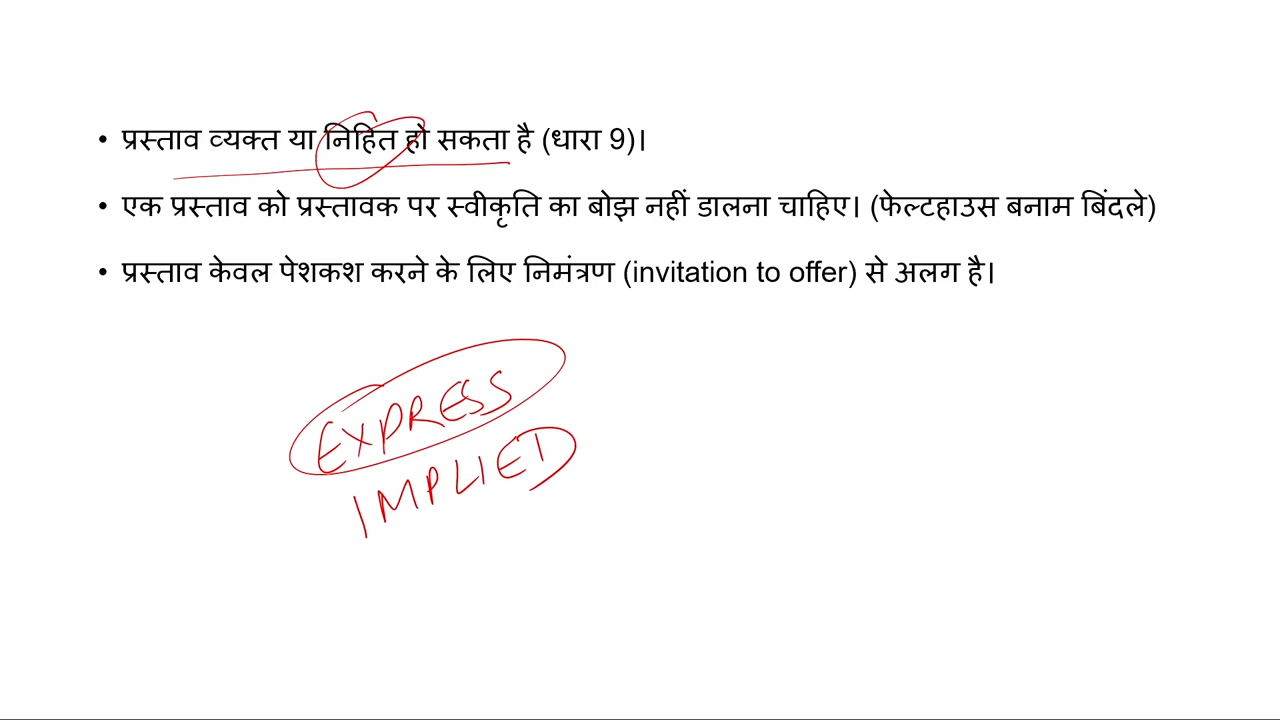 • प्रस्ताव व्यक्त या निहित हो सकता है (धारा 9)।
• एक प्रस्ताव को प्रस्तावक पर स्वीकृति का बोझ नहीं डालना चाहिए। (फेल्टहाउस बनाम बिंदले)
• प्रस्ताव केवल पेशकश करने के लिए निमंत्रण (invitation to offer) से अलग है।
EXPRESS
IMPLIED